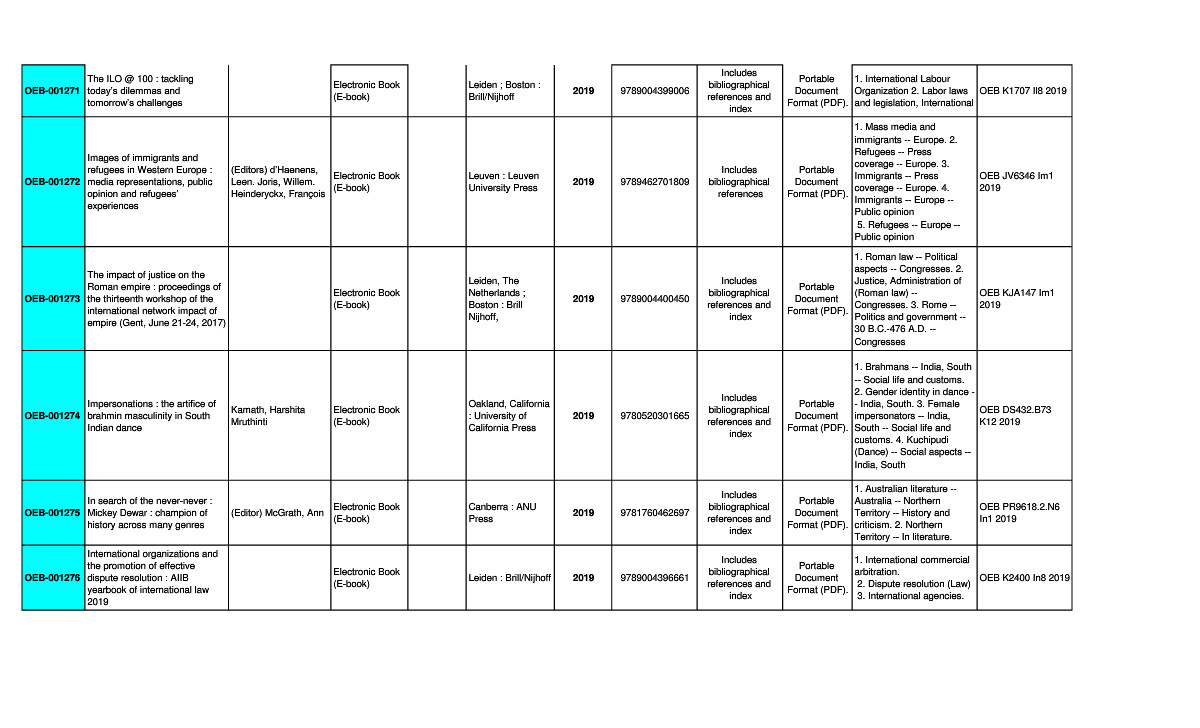 OEB-001271
The ILO @ 100 : tackling
today's dilemmas and
tomorrow's challenges
Electronic Book
(E-book)
Leiden ; Boston :
Brill/Nijhoff
2019
9789004399006
Includes
bibliographical
references and
index
Portable
Document
Format (PDF).
1. International Labour
Organization 2. Labor laws
and legislation, International
OEB K1707 Il8 2019
OEB-001272
Images of immigrants and
refugees in Western Europe :
media representations, public
opinion and refugees'
experiences
(Editors) d'Haenens,
Leen. Joris, Willem.
Heinderyckx, François
Electronic Book
(E-book)
Leuven : Leuven
University Press
2019
9789462701809
Includes
bibliographical
references
Portable
Document
Format (PDF).
1. Mass media and
immigrants -- Europe. 2.
Refugees -- Press
coverage -- Europe. 3.
Immigrants -- Press
coverage -- Europe. 4.
Immigrants -- Europe --
Public opinion
5. Refugees -- Europe --
Public opinion
OEB JV6346 Im1
2019
OEB-001273
The impact of justice on the
Roman empire : proceedings of
the thirteenth workshop of the
international network impact of
empire (Gent, June 21-24, 2017)
Electronic Book
(E-book)
Leiden, The
Netherlands ;
Boston : Brill
Nijhoff,
2019
9789004400450
Includes
bibliographical
references and
index
Portable
Document
Format (PDF).
1. Roman law -- Political
aspects -- Congresses. 2.
Justice, Administration of
(Roman law) --
Congresses. 3. Rome --
Politics and government --
30 B.C.-476 A.D. --
Congresses
OEB KJA147 Im1
2019
OEB-001274
Impersonations : the artifice of
brahmin masculinity in South
Indian dance
Kamath, Harshita
Mruthinti
Electronic Book
(E-book)
Oakland, California
: University of
California Press
2019
9780520301665
Includes
bibliographical
references and
index
Portable
Document
Format (PDF).
1. Brahmans -- India, South
-- Social life and customs.
2. Gender identity in dance -
- India, South. 3. Female
impersonators -- India,
South -- Social life and
customs. 4. Kuchipudi
(Dance) -- Social aspects --
India, South
OEB DS432.B73
K12 2019
OEB-001275
In search of the never-never :
Mickey Dewar : champion of
history across many genres
(Editor) McGrath, Ann
Electronic Book
(E-book)
Canberra : ANU
Press
2019
9781760462697
Includes
bibliographical
references and
index
Portable
Document
Format (PDF).
1. Australian literature --
Australia -- Northern
Territory -- History and
criticism. 2. Northern
Territory -- In literature.
OEB PR9618.2.N6
In1 2019
OEB-001276
International organizations and
the promotion of effective
dispute resolution : AIIB
yearbook of international law
2019
Electronic Book
(E-book)
Leiden : Brill/Nijhoff
2019
9789004396661
Includes
bibliographical
references and
index
Portable
Document
Format (PDF).
1. International commercial
arbitration.
2. Dispute resolution (Law)
3. International agencies.
OEB K2400 In8 2019